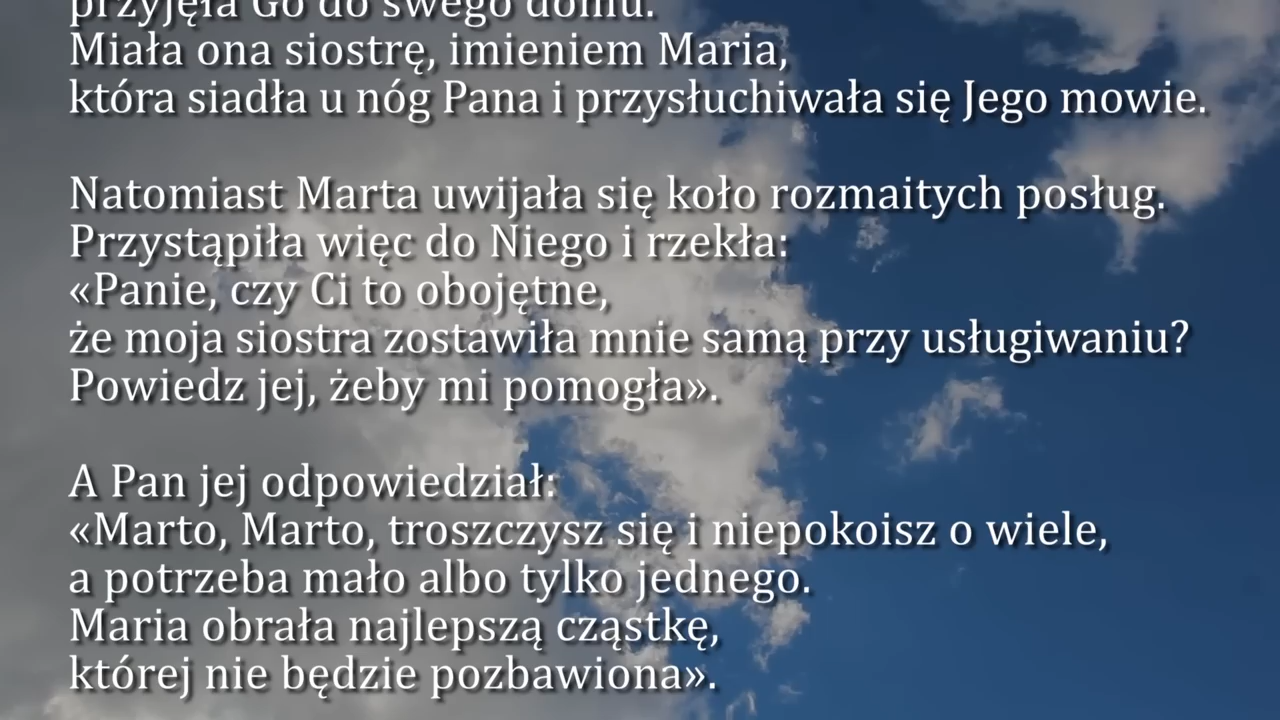 przyjęła Go do swego domu.
Miała ona siostrę, imieniem Maria,
która siadła u nóg Pana i przysłuchiwała się Jego mowie.
Natomiast Marta uwijała się koło rozmaitych posług.
Przystąpiła więc do Niego i rzekła:
«Panie, czy Ci to obojętne,
że moja siostra zostawiła mnie samą przy usługiwaniu?
Powiedz jej, żeby mi pomogła».
A Pan jej odpowiedział:
«Marto, Marto, troszczysz się i niepokoisz o wiele,
a potrzeba mało albo tylko jednego.
Maria obrała najlepszą cząstkę,
której nie będzie pozbawiona».